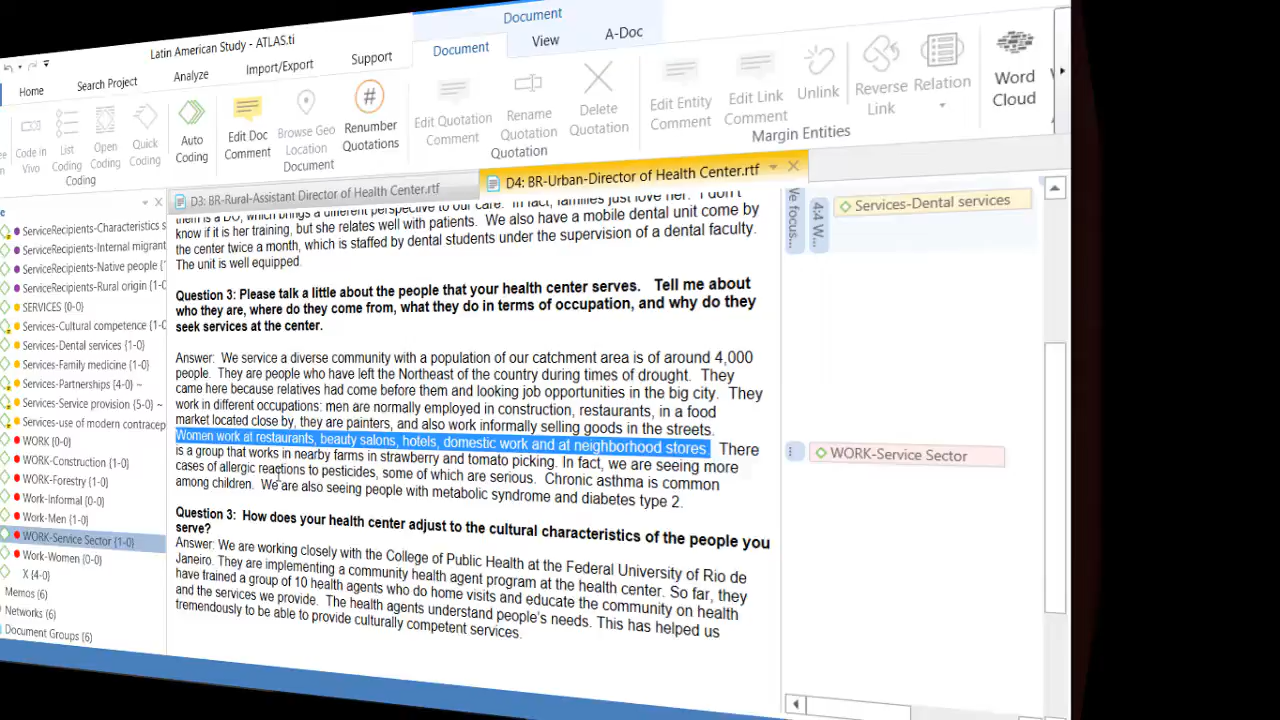 Document
Latin American Study - ATLAS.ti
Home
Search Project
Analyze
Import/Export
Support
Document
View
A-Doc
Code in
Vivo
List
Coding
Open
Coding
Quick
Coding
Coding
Auto
Coding
Edit Doc
Comment
Browse Geo
Location
Document
Renumber
Quotations
Edit Quotation
Comment
Rename
Quotation
Delete
Quotation
Quotation
Edit Entity
Comment
Edit Link
Comment
Unlink
Reverse
Link
Relation
Margin Entities
Word
Cloud
D3: BR-Rural-Assistant Director of Health Center.rtf
D4: BR-Urban-Director of Health Center.rtf
ServiceRecipients-Characteristics
ServiceRecipients-Internal migrant
ServiceRecipients-Native people {
ServiceRecipients-Rural origin {1-0
SERVICES {0-0}
Services-Cultural competence {1-0
Services-Dental services {1-0}
Services-Family medicine {1-0}
Services-Partnerships {4-0} ~
Services-Service provision {5-0} ~
Services-use of modern contracep
WORK {0-0}
WORK-Construction {1-0}
WORK-Forestry {1-0}
Work-Informal {0-0}
Work-Men {1-0}
WORK-Service Sector {1-0}
Work-Women {0-0}
X {4-0}
Memos (6)
Networks (6)
Document Groups (6)
them is a DO, which brings a different perspective to our care. In fact, families just love her. I don't
know if it is her training, but she relates well with patients. We also have a mobile dental unit come by
the center twice a month, which is staffed by dental students under the supervision of a dental faculty.
The unit is well equipped.
Question 3: Please talk a little about the people that your health center serves. Tell me about
who they are, where do they come from, what they do in terms of occupation, and why do they
seek services at the center.
Answer: We service a diverse community with a population of our catchment area is of around 4,000
people. They are people who have left the Northeast of the country during times of drought. They
came here because relatives had come before them and looking job opportunities in the big city. They
work in different occupations: men are normally employed in construction, restaurants, in a food
market located close by, they are painters, and also work informally selling goods in the streets.
Women work at restaurants, beauty salons, hotels, domestic work and at neighborhood stores. There
is a group that works in nearby farms in strawberry and tomato picking. In fact, we are seeing more
cases of allergic reactions to pesticides, some of which are serious. Chronic asthma is common
among children. We are also seeing people with metabolic syndrome and diabetes type 2.
Question 3: How does your health center adjust to the cultural characteristics of the people you
serve?
Answer: We are working closely with the College of Public Health at the Federal University of Rio de
Janeiro. They are implementing a community health agent program at the health center. So far, they
have trained a group of 10 health agents who do home visits and educate the community on health
and the services we provide. The health agents understand people's needs. This has helped us
tremendously to be able to provide culturally competent services.
We focus...
4:4 W...
Services-Dental services
WORK-Service Sector